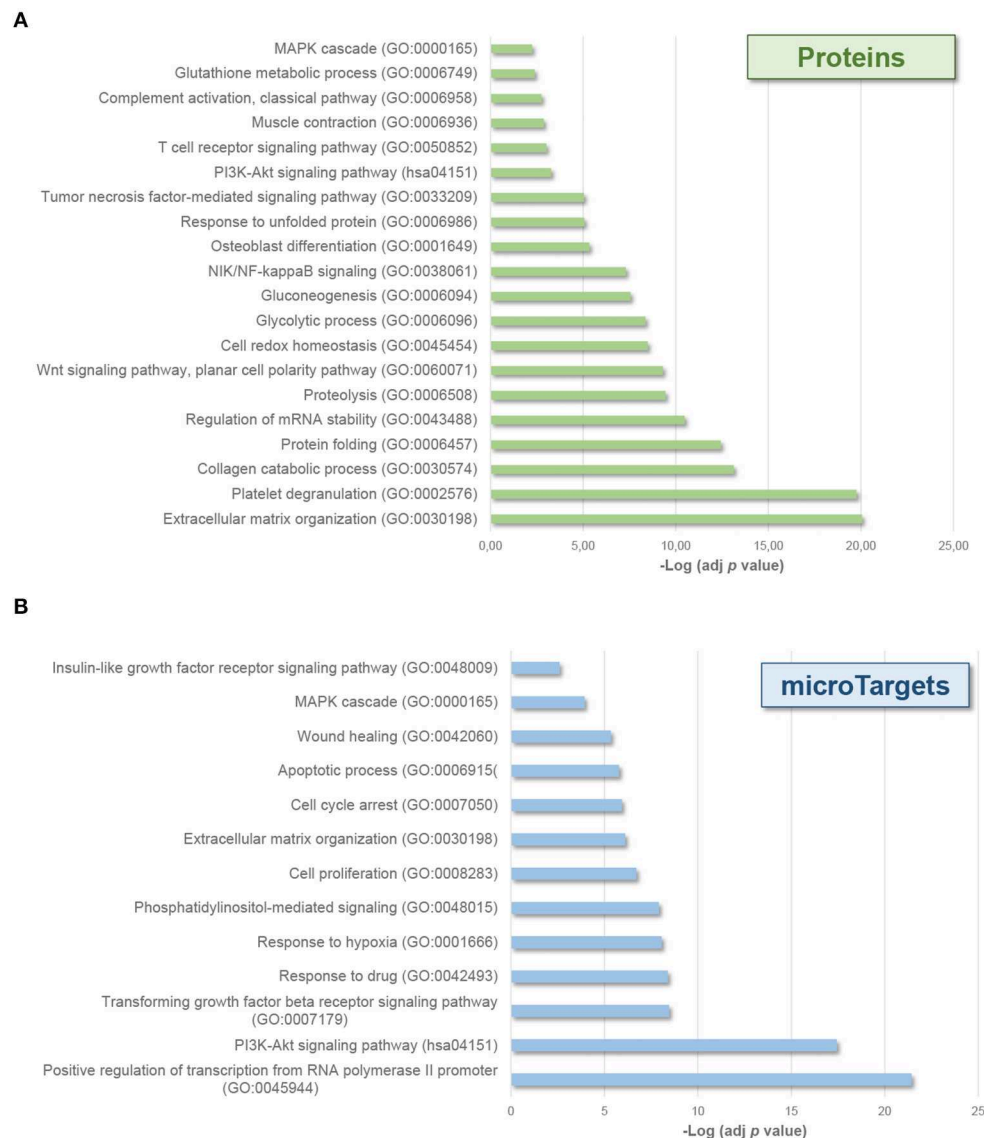 A
Proteins
MAPK cascade (GO:0000165)
Glutathione metabolic process (GO:0006749)
Complement activation, classical pathway (GO:0006958)
Muscle contraction (GO:0006936)
T cell receptor signaling pathway (GO:0050852)
PI3K-Akt signaling pathway (hsa04151)
Tumor necrosis factor-mediated signaling pathway (GO:0033209)
Response to unfolded protein (GO:0006986)
Osteoblast differentiation (GO:0001649)
NIK/NF-kappaB signaling (GO:0038061)
Gluconeogenesis (GO:0006094)
Glycolytic process (GO:0006096)
Cell redox homeostasis (GO:0045454)
Wnt signaling pathway, planar cell polarity pathway (GO:0060071)
Proteolysis (GO:0006508)
Regulation of mRNA stability (GO:0043488)
Protein folding (GO:0006457)
Collagen catabolic process (GO:0030574)
Platelet degranulation (GO:0002576)
Extracellular matrix organization (GO:0030198)
0,00 5,00 10,00 15,00 20,00 25,00
-Log (adj p value)
B
microTargets
Insulin-like growth factor receptor signaling pathway (GO:0048009)
MAPK cascade (GO:0000165)
Wound healing (GO:0042060)
Apoptotic process (GO:0006915(
Cell cycle arrest (GO:0007050)
Extracellular matrix organization (GO:0030198)
Cell proliferation (GO:0008283)
Phosphatidylinositol-mediated signaling (GO:0048015)
Response to hypoxia (GO:0001666)
Response to drug (GO:0042493)
Transforming growth factor beta receptor signaling pathway
(GO:0007179)
PI3K-Akt signaling pathway (hsa04151)
Positive regulation of transcription from RNA polymerase II promoter
(GO:0045944)
0 5 10 15 20 25
-Log (adj p value)